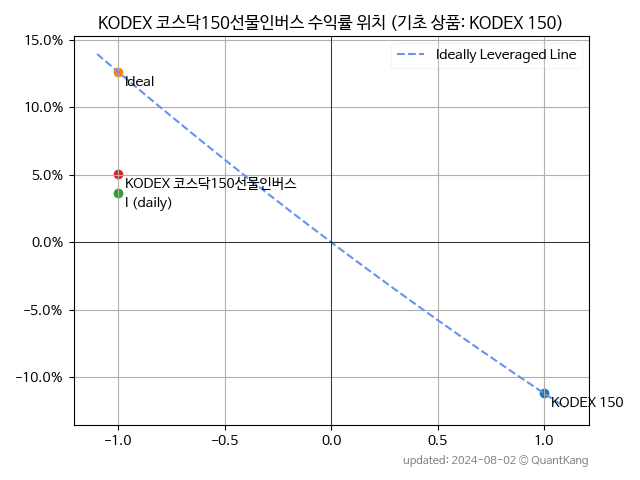 KODEX 코스닥150선물인버스 수익률 위치 (기초 상품: KODEX 150)
15.0%
Ideally Leveraged Line
Ideal
10.0%
5.0%
KODEX 코스닥150선물인버스
I (daily)
0.0%
−5.0%
−10.0%
KODEX 150
−1.0 −0.5 0.0 0.5 1.0
updated: 2024-08-02 © QuantKang